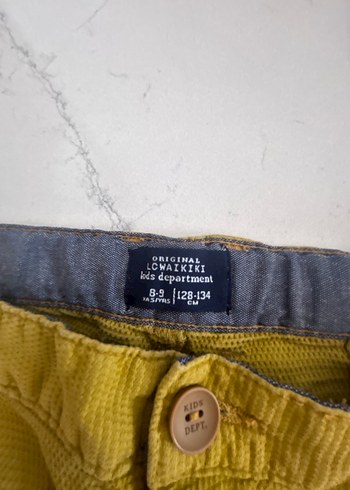 ORIGINAL
LCWAIKIKI
kids department
8-9 | 128-134
YAS/YRS CM
KIDS
DEPT.